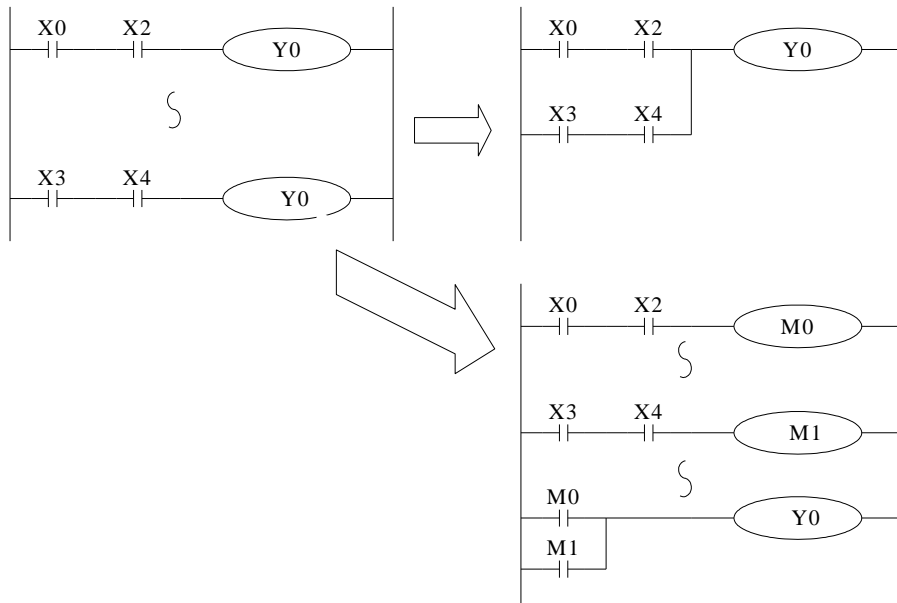 X0 X2 Y0
X3 X4 Y0
X0 X2 Y0
X3 X4
X0 X2 M0
X3 X4 M1
M0 Y0
M1